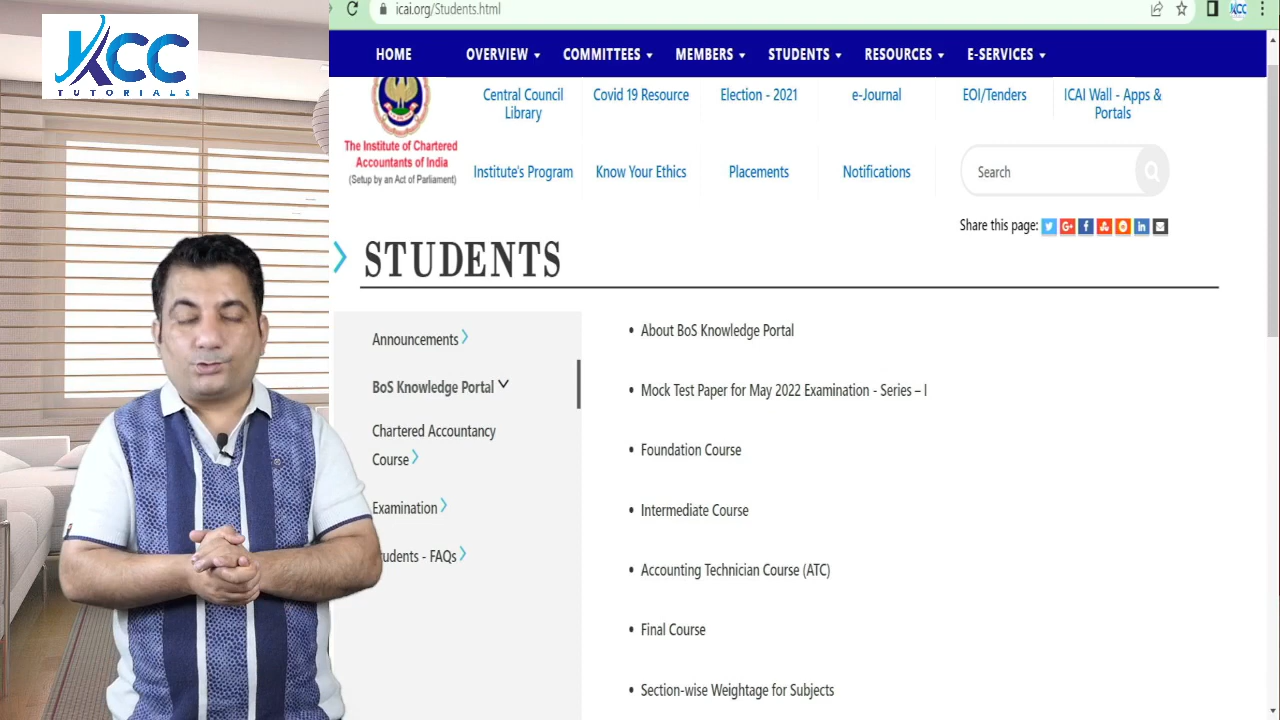 KCC
TUTORIALS
icai.org/Students.html
KCC
HOME OVERVIEW COMMITTEES MEMBERS STUDENTS RESOURCES E-SERVICES
The Institute of Chartered
Accountants of India
(Setup by an Act of Parliament)
Central Council
Library
Covid 19 Resource
Election - 2021
e-Journal
EOI/Tenders
ICAI Wall - Apps &
Portals
Institute's Program
Know Your Ethics
Placements
Notifications
Search
Share this page:
STUDENTS
Announcements
BoS Knowledge Portal
Chartered Accountancy
Course
Examination
udents - FAQs
• About BoS Knowledge Portal
• Mock Test Paper for May 2022 Examination - Series – I
• Foundation Course
• Intermediate Course
• Accounting Technician Course (ATC)
• Final Course
• Section-wise Weightage for Subjects